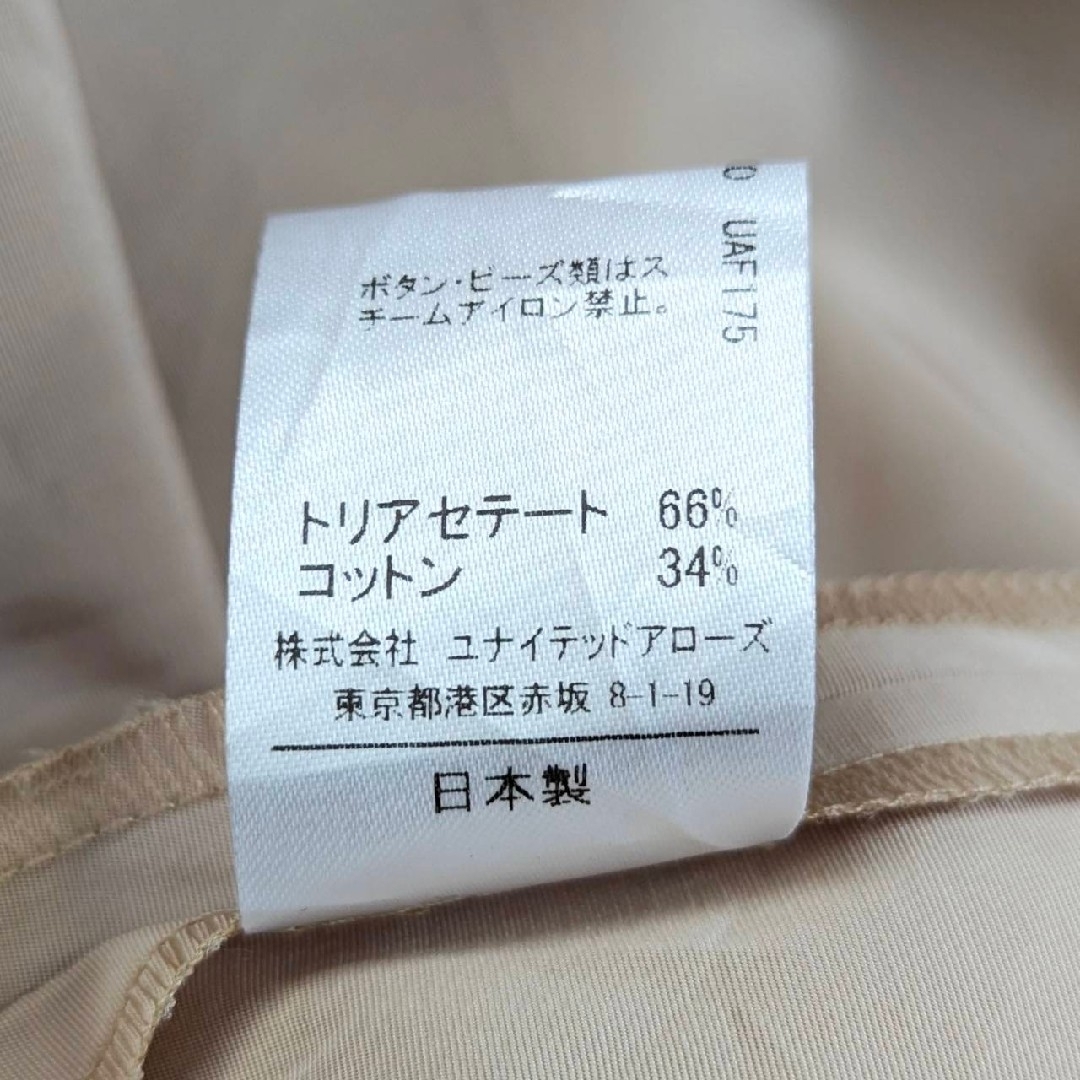 ボタン・ビーズ類はス
チームアイロン禁止。
UAF175
トリアセテート 66%
コットン 34%
株式会社 ユナイテッドアローズ
東京都港区赤坂 8-1-19
日本製